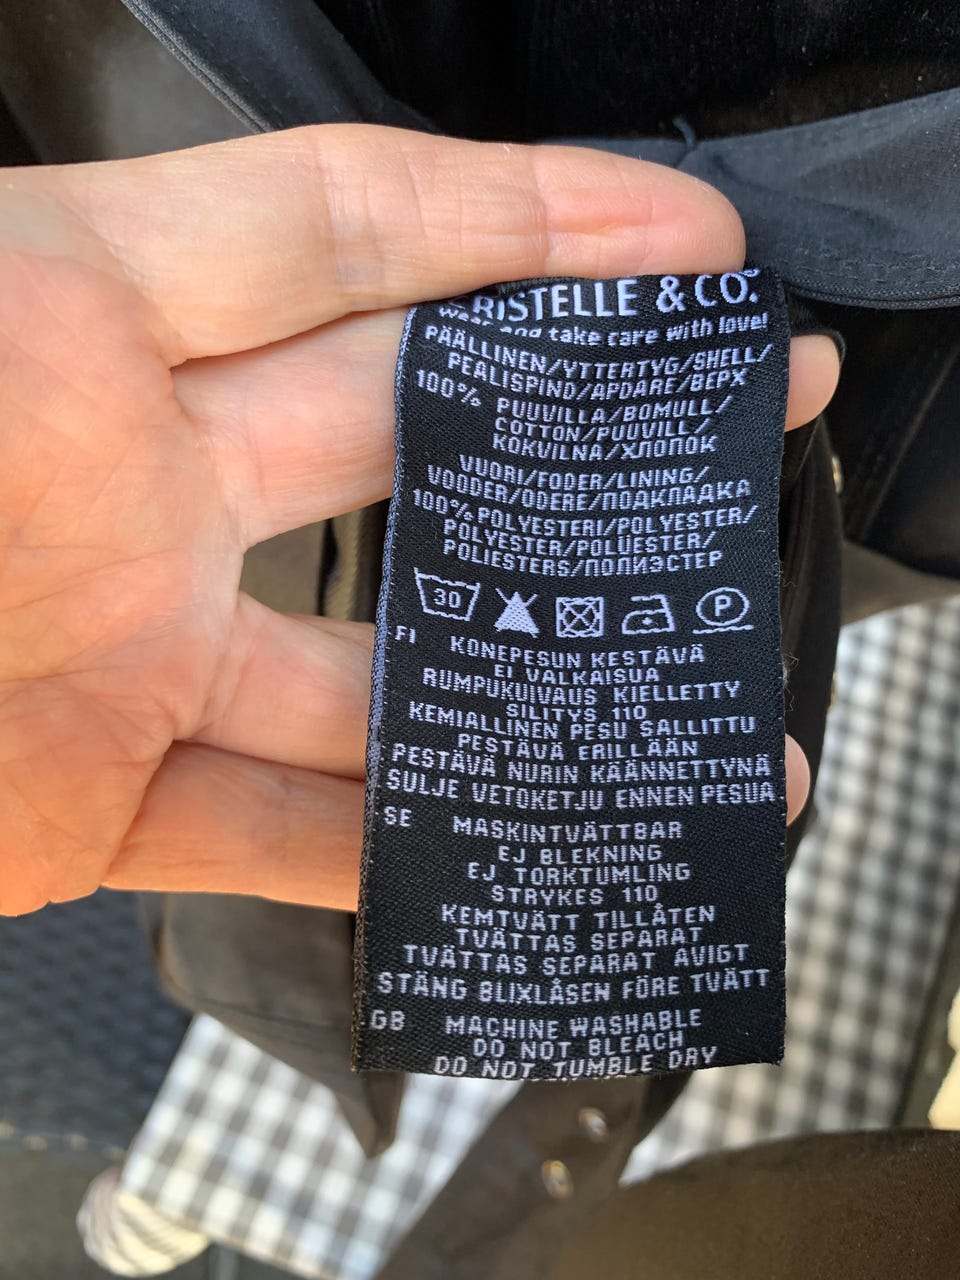 RISTELLE & CO.
wear and take care with love!
PÄÄLLINEN/YTTERTYG/SHELL/
PEALISPIND/APDARE/ВЕРХ
100% PUUVILLA/BOMULL/
COTTON/PUUVILL/
KOKVILNA/ХЛОПОК
VUORI/FODER/LINING/
VOODER/ODERE/ПОДКЛАДКА
100% POLYESTERI/POLYESTER/
POLYESTER/POLÜESTER/
POLIESTERS/ПОЛИЭСТЕР
30 P
FI KONEPESUN KESTÄVÄ
EI VALKAISUA
RUMPUKUIVAUS KIELLETTY
SILITYS 110
KEMIALLINEN PESU SALLITTU
PESTÄVÄ ERILLÄÄN
PESTÄVÄ NURIN KÄÄNNETTYNÄ
SULJE VETOKETJU ENNEN PESUA
SE MASKINTVÄTTBAR
EJ BLEKNING
EJ TORKTUMLING
STRYKES 110
KEMTVÄTT TILLÅTEN
TVÄTTAS SEPARAT
TVÄTTAS SEPARAT AVIGT
STÄNG BLIXLÅSEN FÖRE TVÄTT
GB MACHINE WASHABLE
DO NOT BLEACH
DO NOT TUMBLE DRY